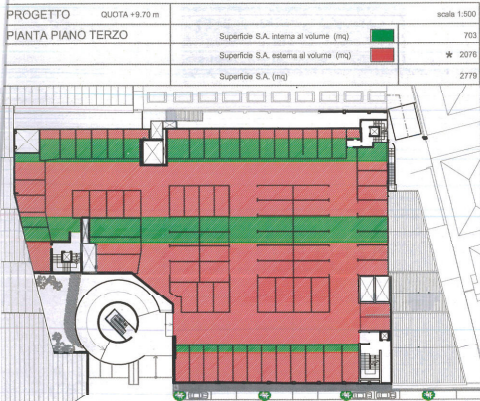 PROGETTO QUOTA +9.70 m scale 1:500
PIANTA PIANO TERZO Superficie S.A. interna al volume (mq) 703
Superficie S.A. esterna al volume (mq) * 2076
Superficie S.A. (mq) 2779